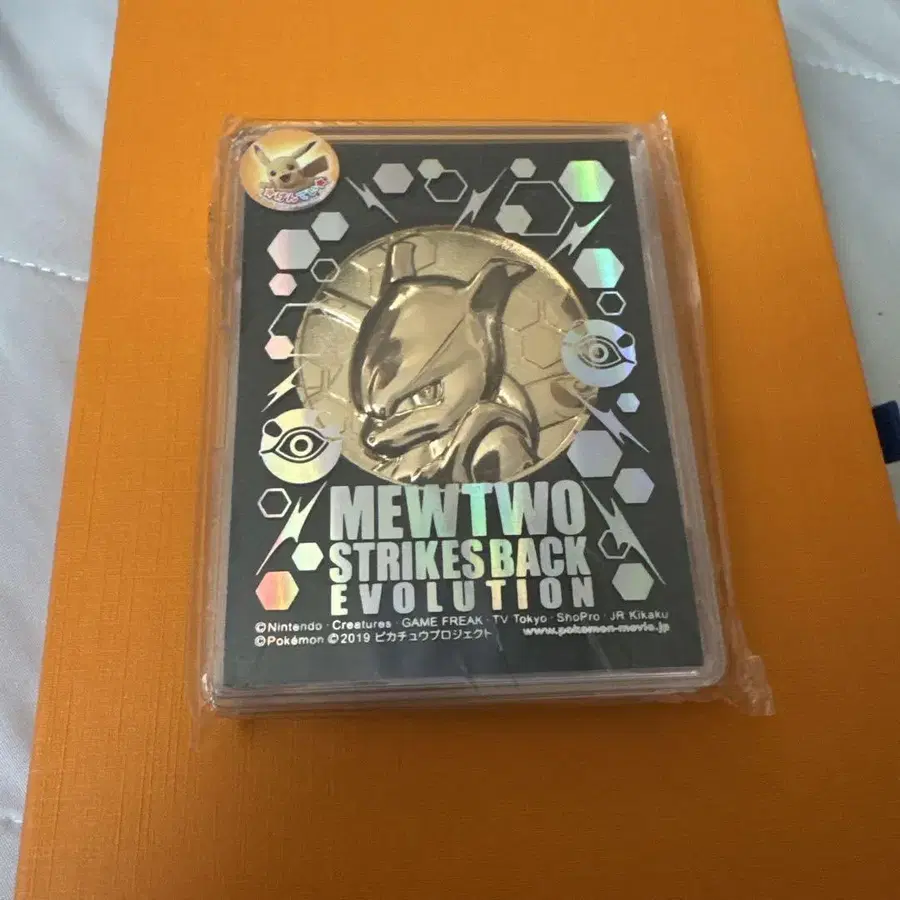 MEWTWO
STRIKES BACK
EVOLUTION
©Nintendo・Creatures・GAME FREAK・TV Tokyo・ShoPro・JR Kikaku
©Pokémon ©2019 ピカチュウプロジェクト
www.pokemon-movie.jp